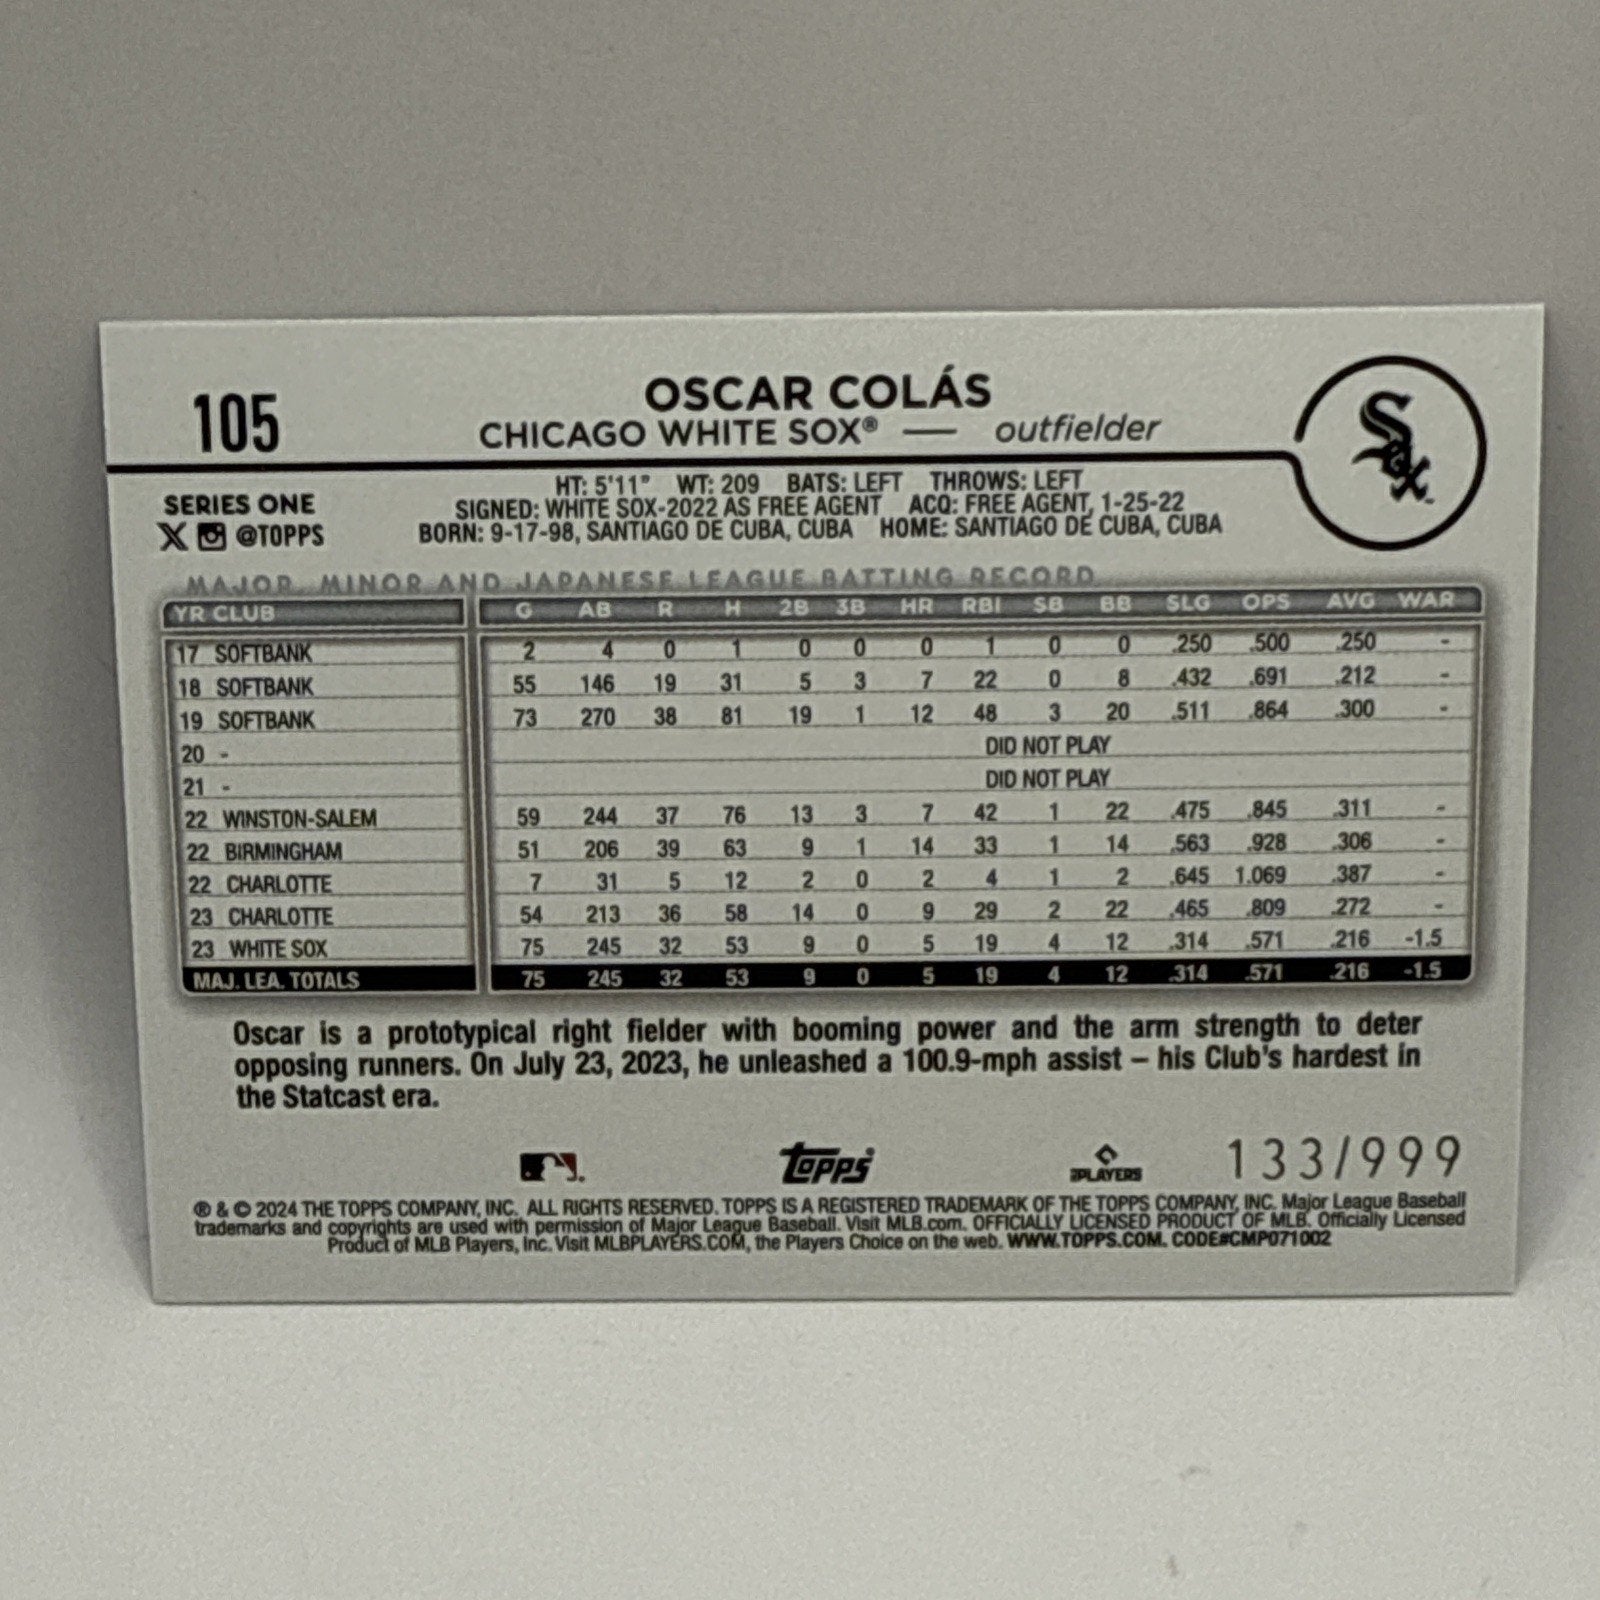 105
OSCAR COLÁS
CHICAGO WHITE SOX® — outfielder
Sox
SERIES ONE
X @TOPPS
HT: 5'11" WT: 209 BATS: LEFT THROWS: LEFT
SIGNED: WHITE SOX-2022 AS FREE AGENT ACQ: FREE AGENT, 1-25-22
BORN: 9-17-98, SANTIAGO DE CUBA, CUBA HOME: SANTIAGO DE CUBA, CUBA
MAJOR, MINOR AND JAPANESE LEAGUE BATTING RECORD
YR CLUB G AB R H 2B 3B HR RBI SB BB SLG OPS AVG WAR
17 SOFTBANK 2 4 0 1 0 0 0 1 0 0 .250 .500 .250 -
18 SOFTBANK 55 146 19 31 5 3 7 22 0 8 .432 .691 .212 -
19 SOFTBANK 73 270 38 81 19 1 12 48 3 20 .511 .864 .300 -
20 - DID NOT PLAY
21 - DID NOT PLAY
22 WINSTON-SALEM 59 244 37 76 13 3 7 42 1 22 .475 .845 .311 -
22 BIRMINGHAM 51 206 39 63 9 1 14 33 1 14 .563 .928 .306 -
22 CHARLOTTE 7 31 5 12 2 0 2 4 1 2 .645 1.069 .387 -
23 CHARLOTTE 54 213 36 58 14 0 9 29 2 22 .465 .809 .272 -
23 WHITE SOX 75 245 32 53 9 0 5 19 4 12 .314 .571 .216 -1.5
MAJ. LEA. TOTALS 75 245 32 53 9 0 5 19 4 12 .314 .571 .216 -1.5
Oscar is a prototypical right fielder with booming power and the arm strength to deter
opposing runners. On July 23, 2023, he unleashed a 100.9-mph assist – his Club's hardest in
the Statcast era.
Topps
PLAYERS
133/999
® & © 2024 THE TOPPS COMPANY, INC. ALL RIGHTS RESERVED. TOPPS IS A REGISTERED TRADEMARK OF THE TOPPS COMPANY, INC. Major League Baseball
trademarks and copyrights are used with permission of Major League Baseball. Visit MLB.com. OFFICIALLY LICENSED PRODUCT OF MLB. Officially Licensed
Product of MLB Players, Inc. Visit MLBPLAYERS.COM, the Players Choice on the web. WWW.TOPPS.COM. CODE#CMP071002